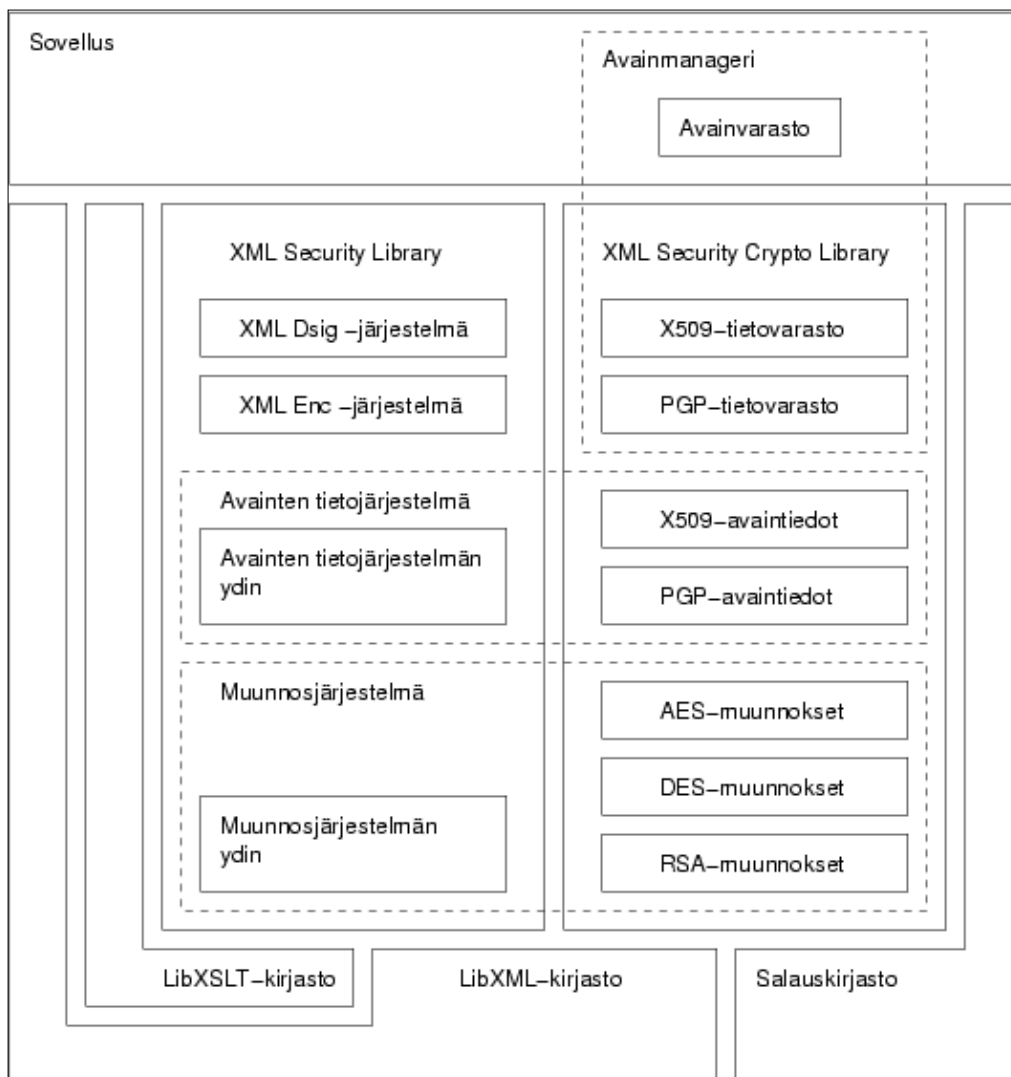 Sovellus
Avainmanageri
Avainvarasto
XML Security Library
XML Security Crypto Library
XML Dsig –järjestelmä
X509–tietovarasto
XML Enc –järjestelmä
PGP–tietovarasto
Avainten tietojärjestelmä
X509–avaintiedot
Avainten tietojärjestelmän
ydin
PGP–avaintiedot
Muunnosjärjestelmä
AES–muunnokset
DES–muunnokset
Muunnosjärjestelmän
ydin
RSA–muunnokset
LibXSLT–kirjasto
LibXML–kirjasto
Salauskirjasto